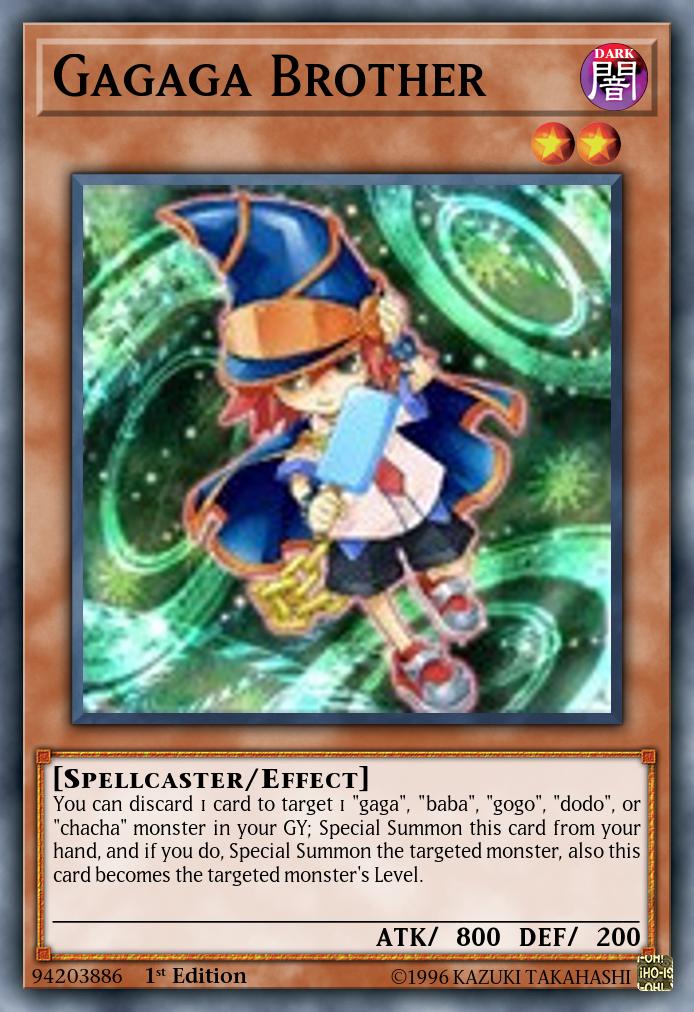 Gagaga Brother
DARK
闇
[Spellcaster/Effect]
You can discard 1 card to target 1 "gaga", "baba", "gogo", "dodo", or
"chacha" monster in your GY; Special Summon this card from your
hand, and if you do, Special Summon the targeted monster, also this
card becomes the targeted monster's Level.
ATK/ 800 DEF/ 200
94203886 1st Edition ©1996 KAZUKI TAKAHASHI